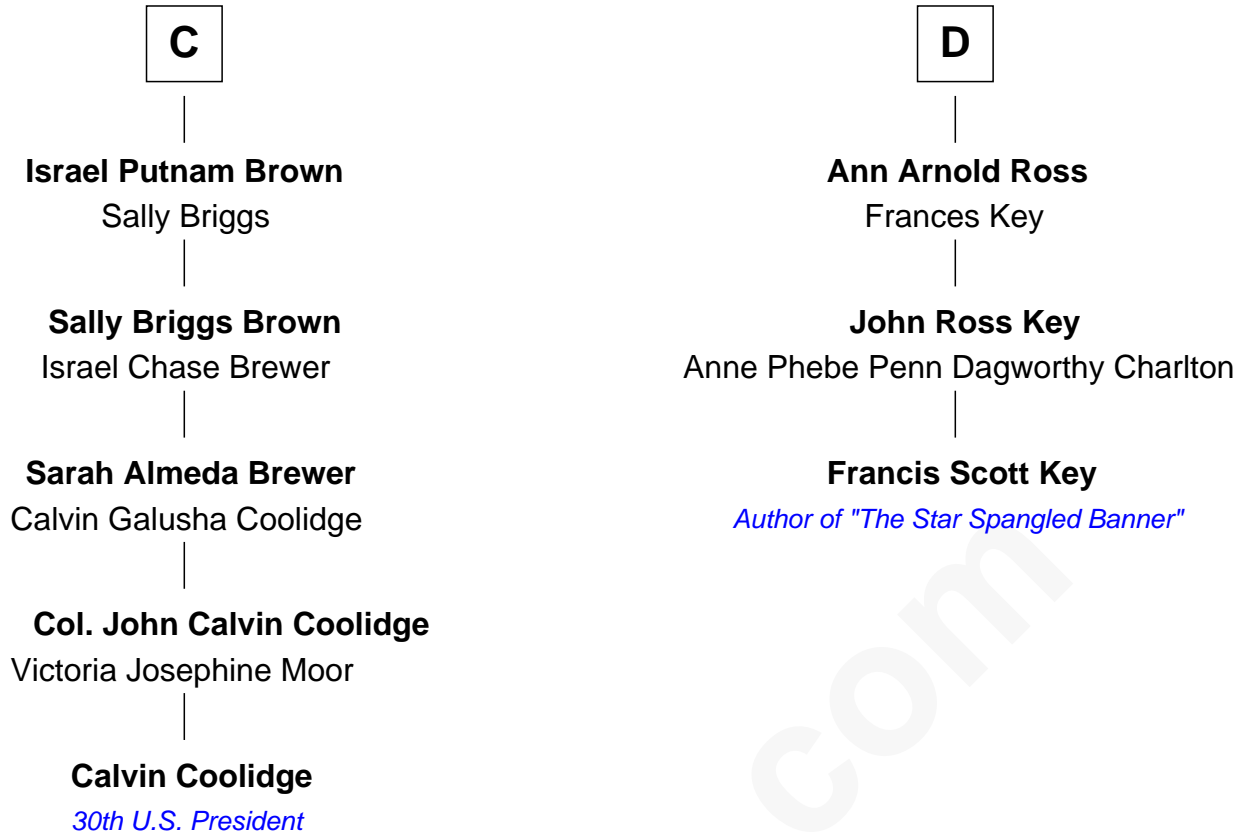 C
Israel Putnam Brown
Sally Briggs
Sally Briggs Brown
Israel Chase Brewer
Sarah Almeda Brewer
Calvin Galusha Coolidge
Col. John Calvin Coolidge
Victoria Josephine Moor
Calvin Coolidge
30th U.S. President
D
Ann Arnold Ross
Frances Key
John Ross Key
Anne Phebe Penn Dagworthy Charlton
Francis Scott Key
Author of "The Star Spangled Banner"
com